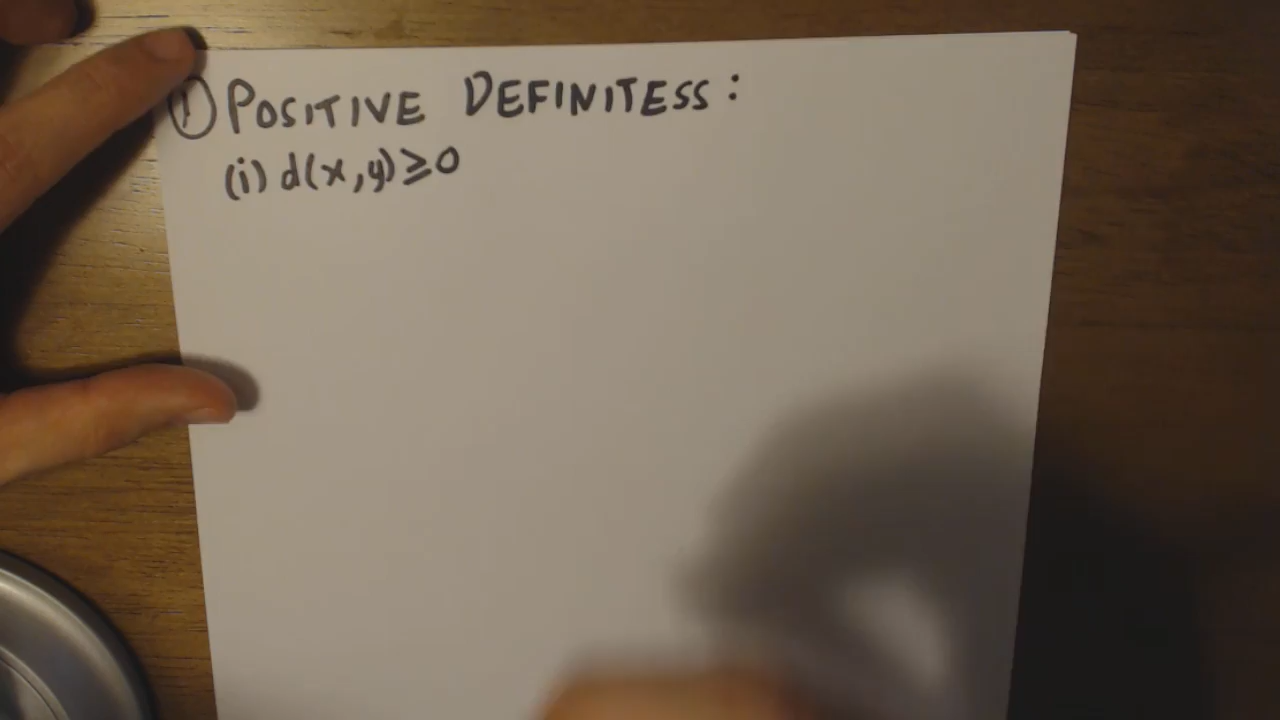 ① POSITIVE DEFINITESS:
(i) d(x,y)≥0